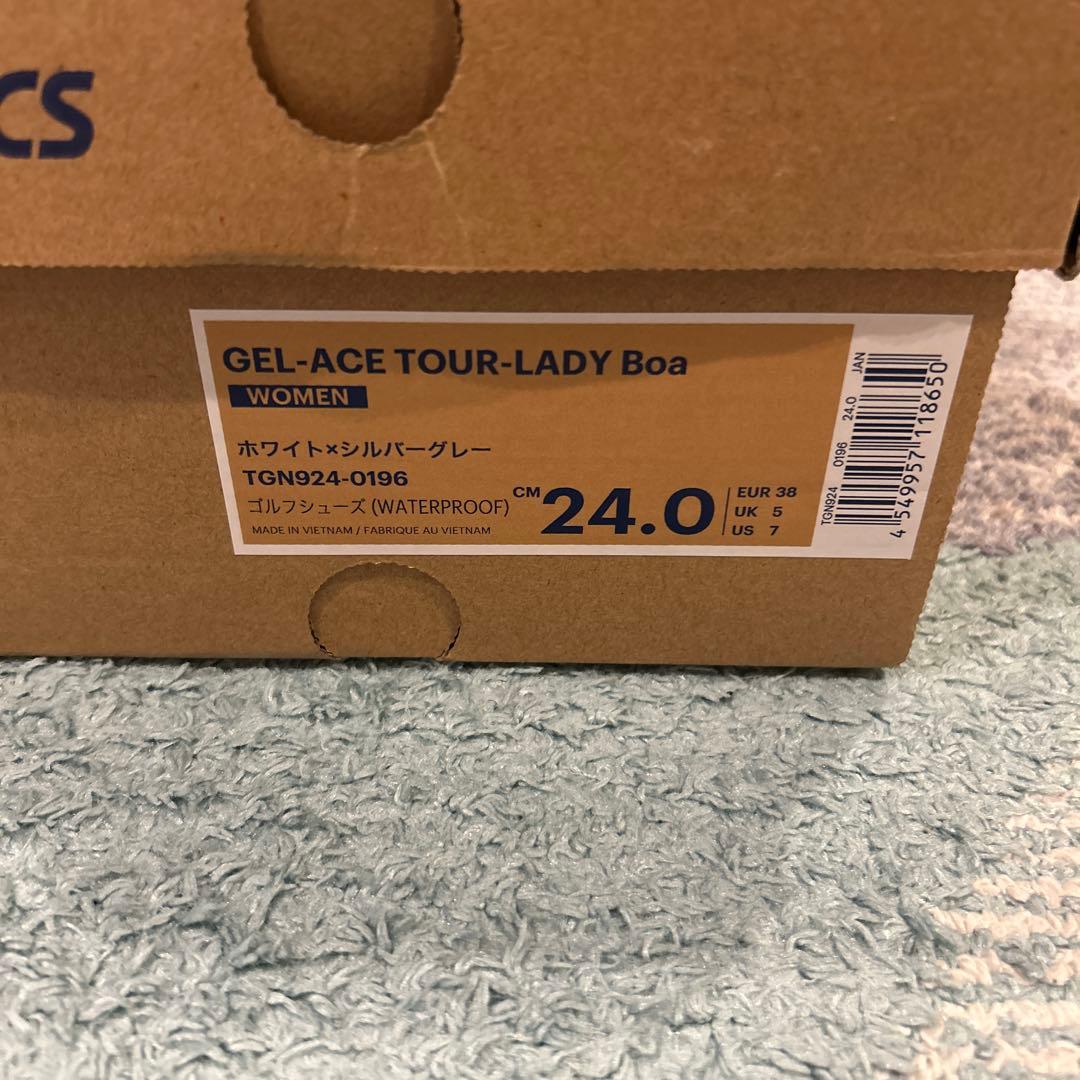 CS
GEL-ACE TOUR-LADY Boa
WOMEN
ホワイト×シルバーグレー
TGN924-0196
ゴルフシューズ (WATERPROOF)
MADE IN VIETNAM / FABRIQUE AU VIETNAM
CM 24.0
EUR 38
UK 5
US 7
TGN924 0196 24.0 JAN
4 549957 118650